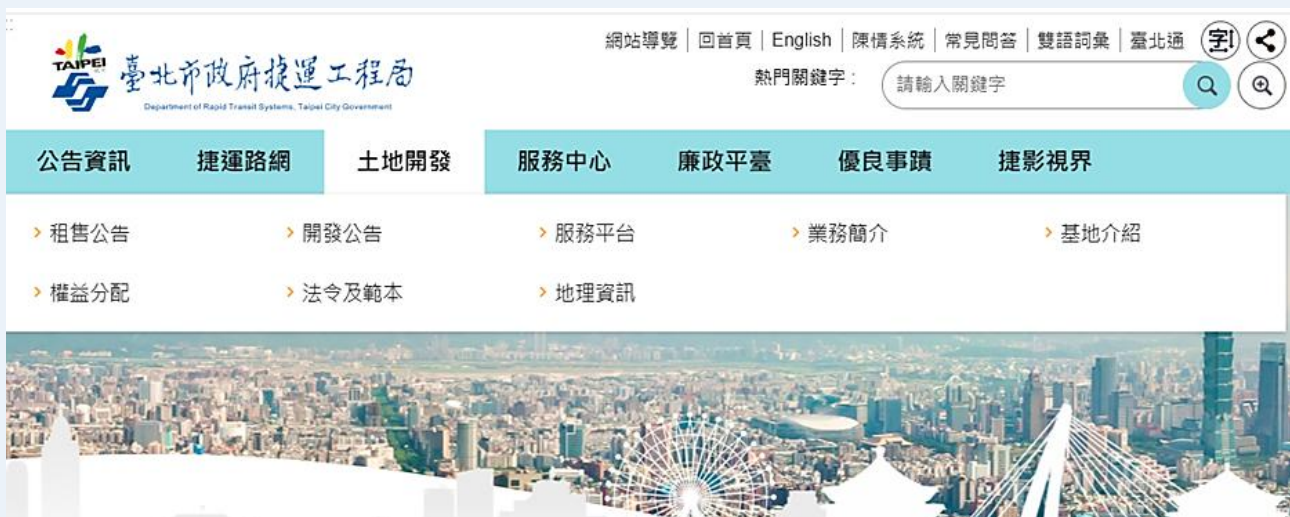 網站導覽 | 回首頁 | English | 陳情系統 | 常見問答 | 雙語詞彙 | 臺北通 字
TAIPEI
臺北市政府捷運工程局
Department of Rapid Transit Systems, Taipei City Government
熱門關鍵字： 請輸入關鍵字
公告資訊 捷運路網 土地開發 服務中心 廉政平臺 優良事蹟 捷影視界
租售公告 開發公告 服務平台 業務簡介 基地介紹
權益分配 法令及範本 地理資訊